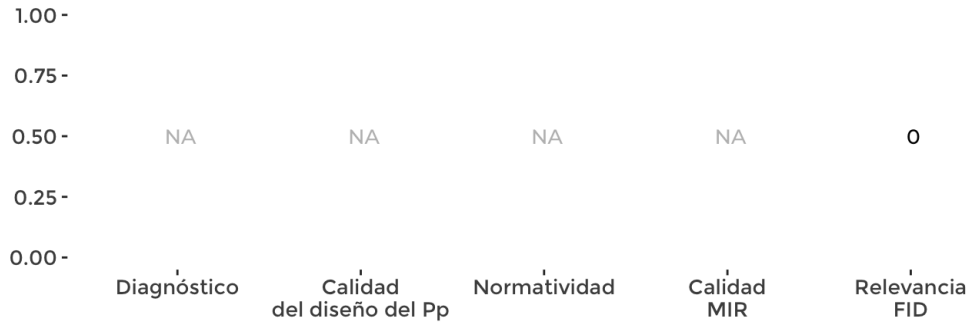 1.00
0.75
0.50
0.25
0.00
NA NA NA NA 0
Diagnóstico Calidad Normatividad Calidad Relevancia
del diseño del Pp MIR FID